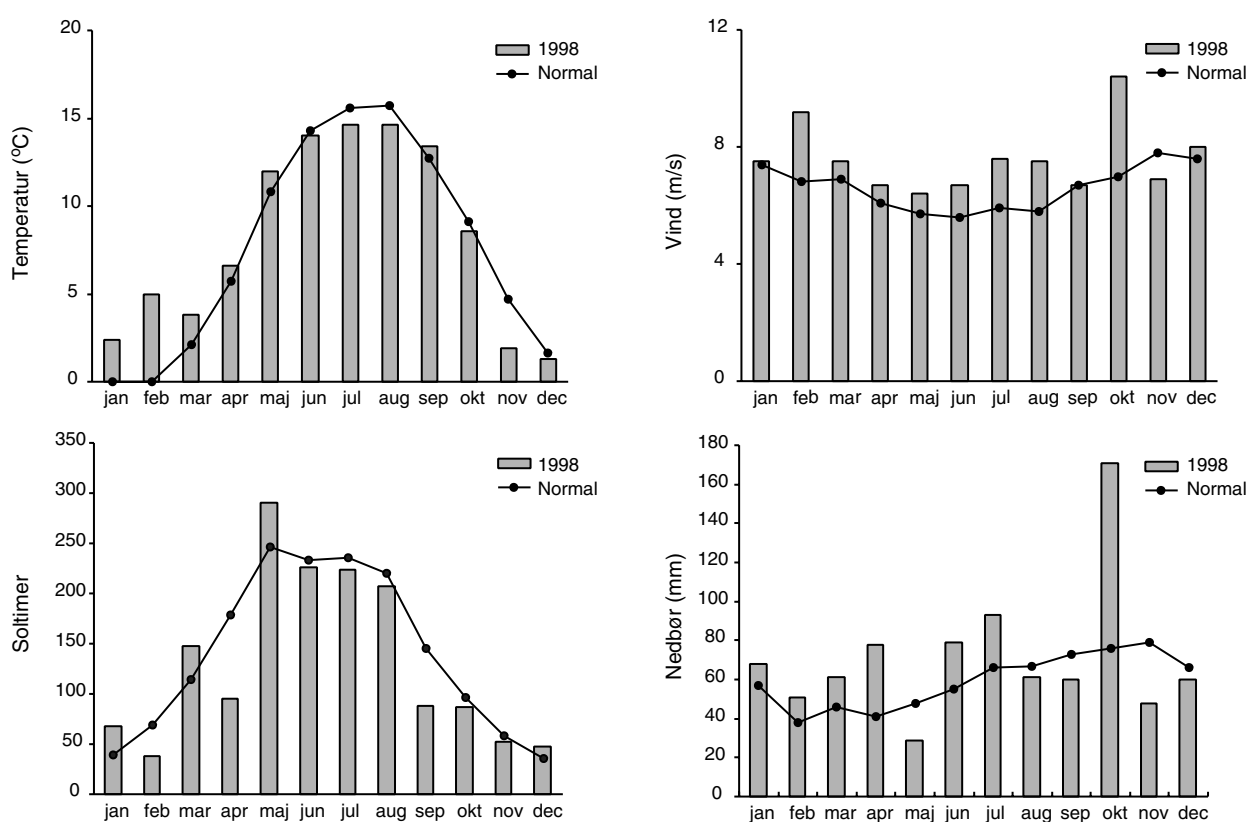 Temperatur (°C)
20
15
10
5
0
1998
Normal
jan feb mar apr maj jun jul aug sep okt nov dec
Vind (m/s)
12
8
4
0
1998
Normal
jan feb mar apr maj jun jul aug sep okt nov dec
Soltimer
350
300
250
200
150
100
50
0
1998
Normal
jan feb mar apr maj jun jul aug sep okt nov dec
Nedbør (mm)
180
160
140
120
100
80
60
40
20
0
1998
Normal
jan feb mar apr maj jun jul aug sep okt nov dec